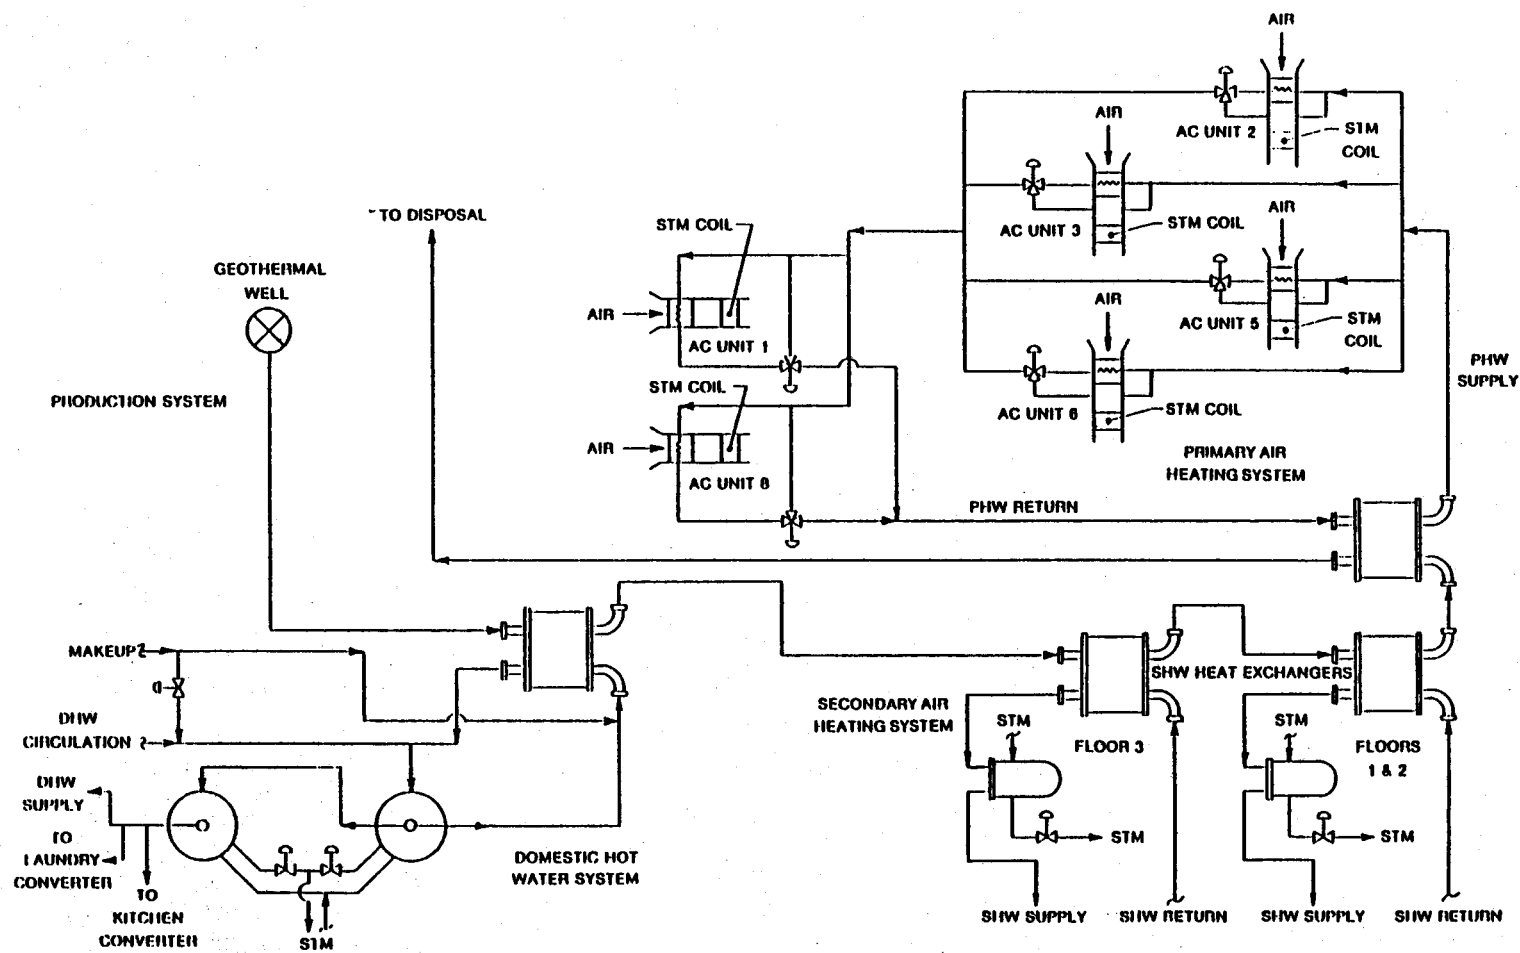 AIR
AC UNIT 2
STM
COIL
AIR
AC UNIT 3
STM COIL
AIR
TO DISPOSAL
STM COIL
GEOTHERMAL
WELL
AIR
AC UNIT 1
AC UNIT 5
STM
COIL
AIR
PHW
SUPPLY
PRODUCTION SYSTEM
STM COIL
AC UNIT 6
STM COIL
AIR
AC UNIT 8
PRIMARY AIR
HEATING SYSTEM
PHW RETURN
MAKEUP
SHW HEAT EXCHANGERS
SECONDARY AIR
HEATING SYSTEM
DHW
CIRCULATION
STM
FLOOR 3
STM
FLOORS
1 & 2
DHW
SUPPLY
TO
LAUNDRY
CONVERTER
STM
STM
DOMESTIC HOT
WATER SYSTEM
TO
KITCHEN
CONVERTER
STM
SHW SUPPLY
SHW RETURN
SHW SUPPLY
SHW RETURN